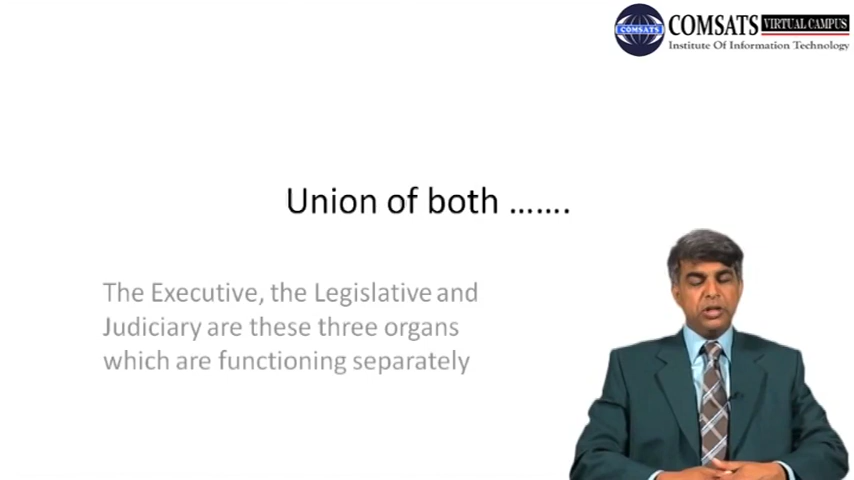 COMSATS
COMSATS VIRTUAL CAMPUS
Institute Of Information Technology
Union of both .......
The Executive, the Legislative and
Judiciary are these three organs
which are functioning separately